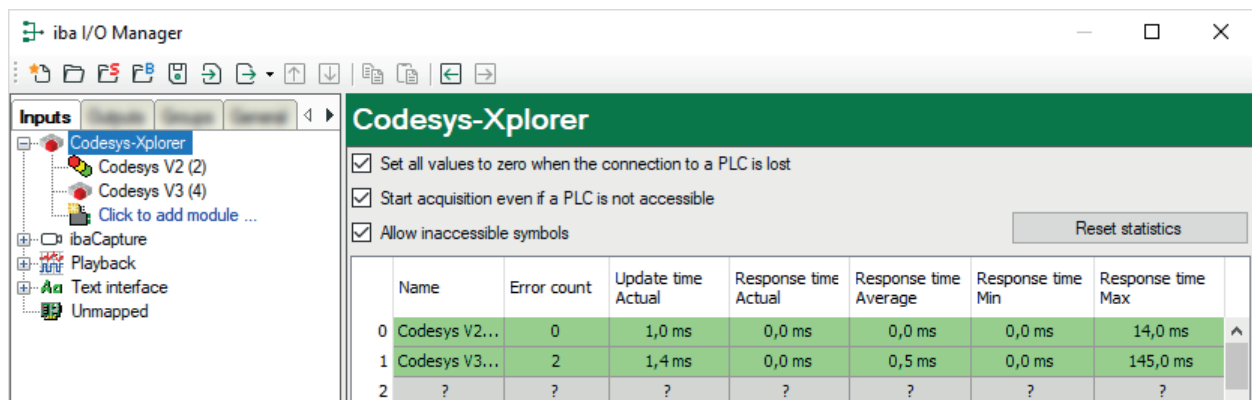 iba I/O Manager
Inputs
Codesys-Xplorer
Codesys V2 (2)
Codesys V3 (4)
Click to add module ...
ibaCapture
Playback
Text interface
Unmapped
Codesys-Xplorer
Set all values to zero when the connection to a PLC is lost
Start acquisition even if a PLC is not accessible
Allow inaccessible symbols
Reset statistics
Name Error count Update time Actual Response time Actual Response time Average Response time Min Response time Max
0 Codesys V2... 0 1,0 ms 0,0 ms 0,0 ms 0,0 ms 14,0 ms
1 Codesys V3... 2 1,4 ms 0,0 ms 0,5 ms 0,0 ms 145,0 ms
2 ? ? ? ? ? ? ?